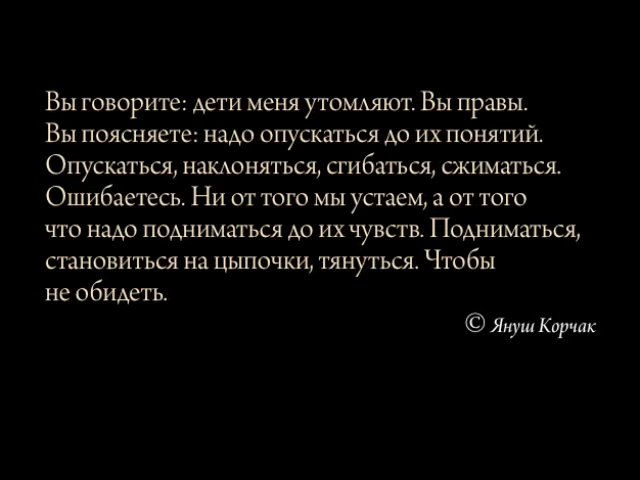 Вы говорите: дети меня утомляют. Вы правы.
Вы поясняете: надо опускаться до их понятий.
Опускаться, наклоняться, сгибаться, сжиматься.
Ошибаетесь. Ни от того мы устаем, а от того
что надо подниматься до их чувств. Подниматься,
становиться на цыпочки, тянуться. Чтобы
не обидеть.
© Януш Корчак